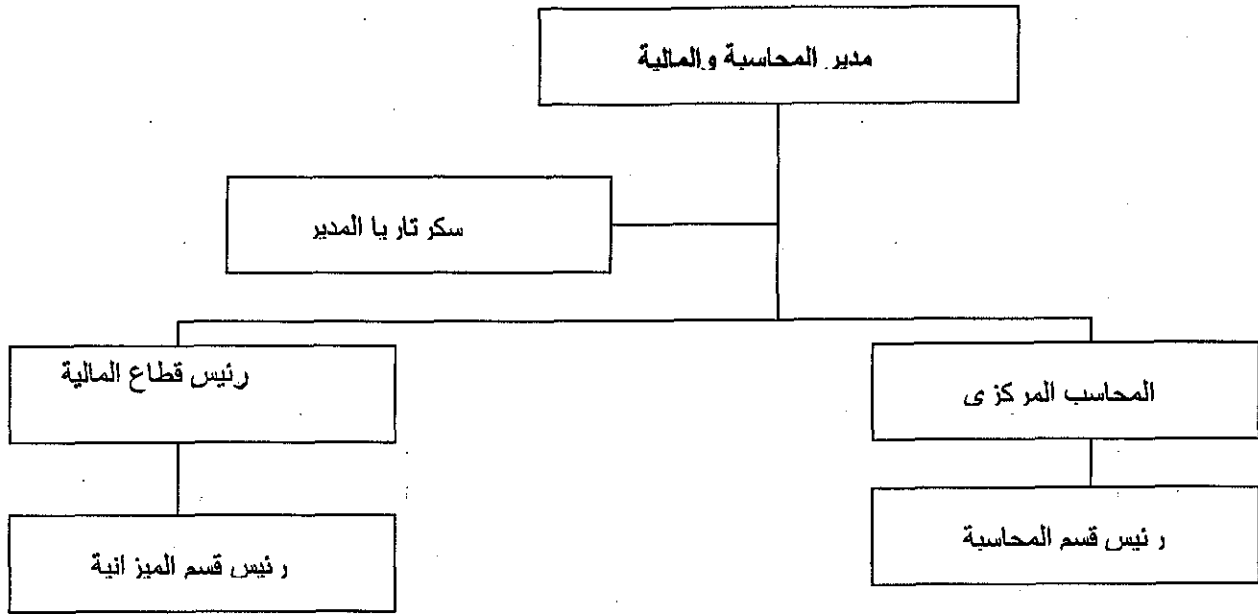 مدير المحاسبة والمالية
سكرتاريا المدير
المحاسب المركزى
رئيس قطاع المالية
رئيس قسم المحاسبة
رئيس قسم الميزانية